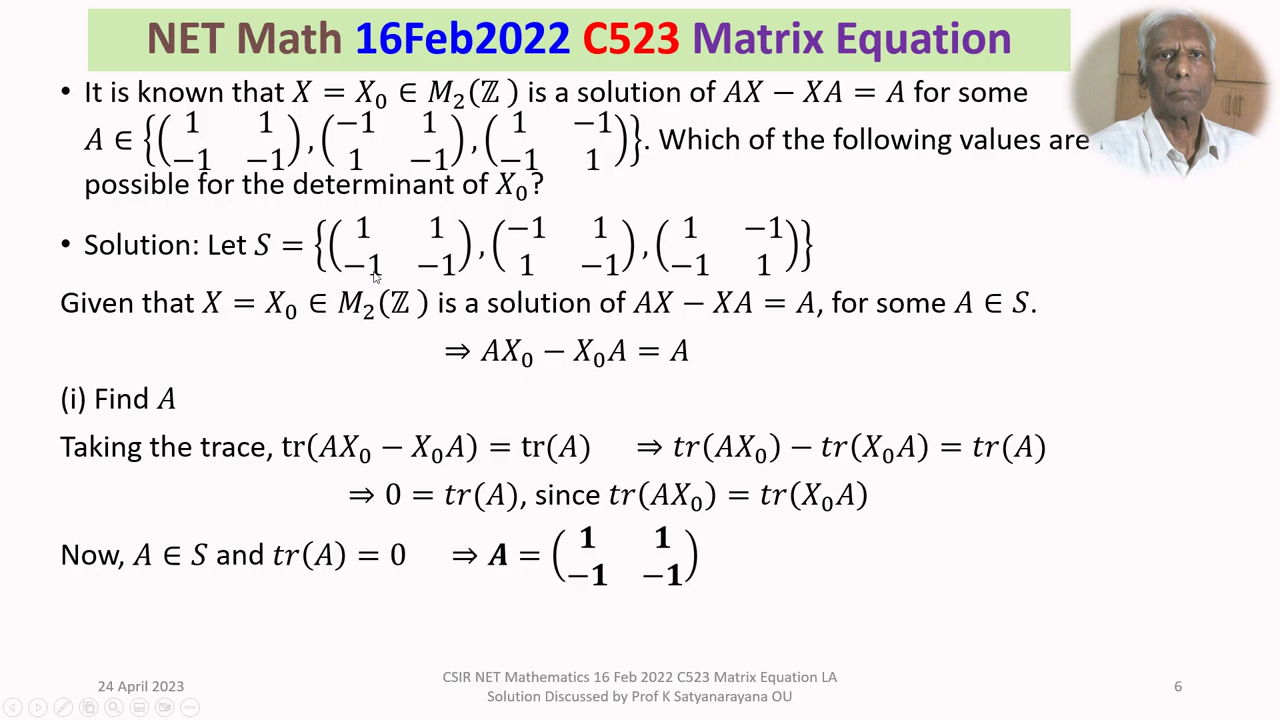 NET Math 16Feb2022 C523 Matrix Equation
• It is known that X = X₀ ∈ M₂(ℤ ) is a solution of AX − XA = A for some
A ∈ {(1 1 −1 −1), (−1 1 1 −1), (1 −1 −1 1)}. Which of the following values are
possible for the determinant of X₀?
• Solution: Let S = {(1 1 −1 −1), (−1 1 1 −1), (1 −1 −1 1)}
Given that X = X₀ ∈ M₂(ℤ ) is a solution of AX − XA = A, for some A ∈ S.
⇒ AX₀ − X₀A = A
(i) Find A
Taking the trace, tr(AX₀ − X₀A) = tr(A) ⇒ tr(AX₀) − tr(X₀A) = tr(A)
⇒ 0 = tr(A), since tr(AX₀) = tr(X₀A)
Now, A ∈ S and tr(A) = 0 ⇒ A = (1 1 −1 −1)
24 April 2023
CSIR NET Mathematics 16 Feb 2022 C523 Matrix Equation LA
Solution Discussed by Prof K Satyanarayana OU
6